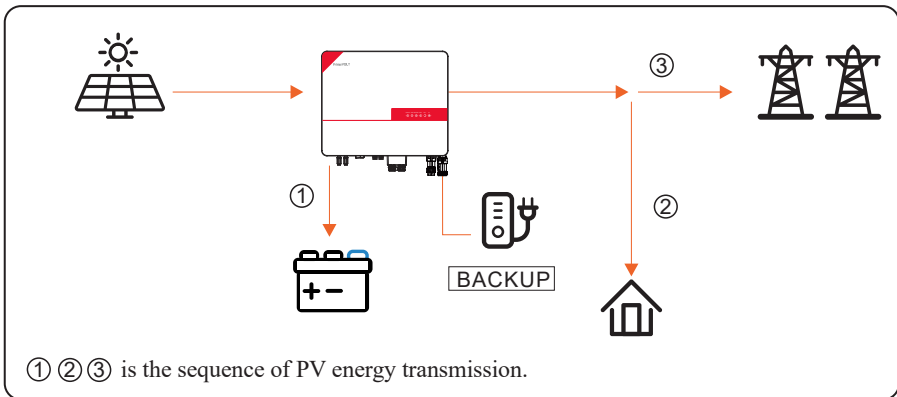 ③
①
②
+ −
BACKUP
① ② ③ is the sequence of PV energy transmission.